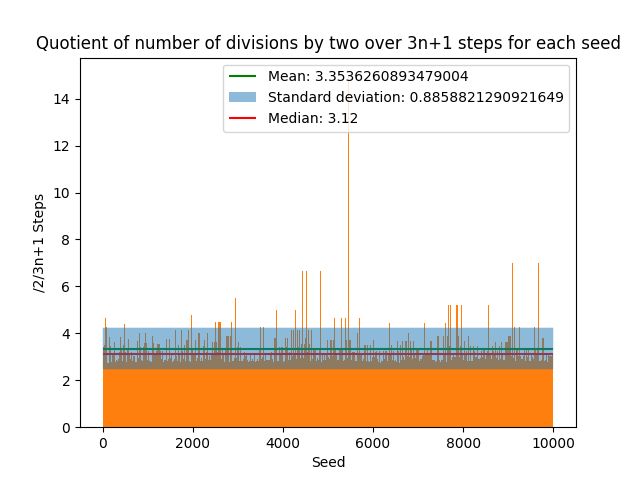 Quotient of number of divisions by two over 3n+1 steps for each seed
Mean: 3.3536260893479004
Standard deviation: 0.8858821290921649
Median: 3.12
14
12
10
8
6
4
2
0
/2/3n+1 Steps
0 2000 4000 6000 8000 10000
Seed